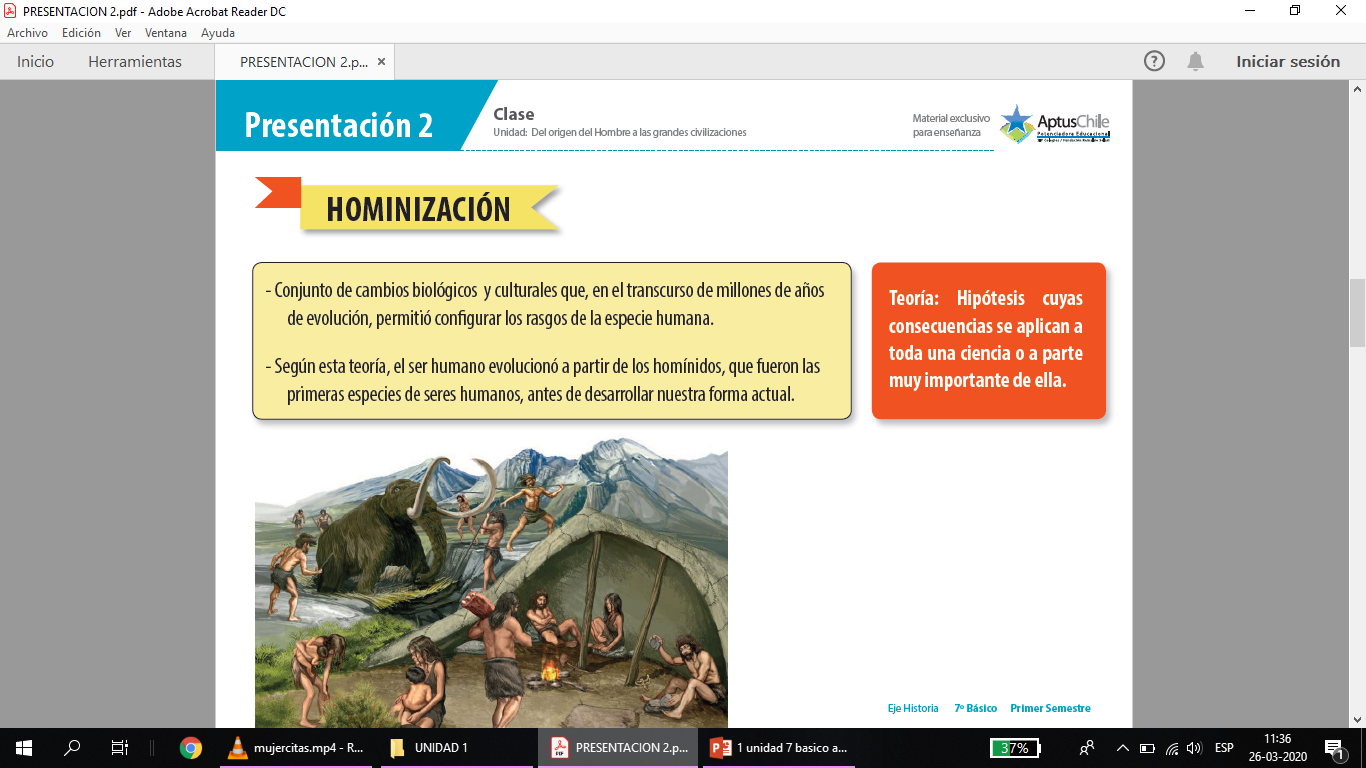 PRESENTACION 2.pdf - Adobe Acrobat Reader DC
Archivo Edición Ver Ventana Ayuda
Inicio Herramientas PRESENTACION 2.p... × ? Iniciar sesión
Presentación 2
Clase
Unidad: Del origen del Hombre a las grandes civilizaciones
Material exclusivo
para enseñanza
AptusChile
Potenciadora Educacional
HOMINIZACIÓN
- Conjunto de cambios biológicos y culturales que, en el transcurso de millones de años
de evolución, permitió configurar los rasgos de la especie humana.
- Según esta teoría, el ser humano evolucionó a partir de los homínidos, que fueron las
primeras especies de seres humanos, antes de desarrollar nuestra forma actual.
Teoría: Hipótesis cuyas
consecuencias se aplican a
toda una ciencia o a parte
muy importante de ella.
Eje Historia 7º Básico Primer Semestre
mujercitas.mp4 - R... UNIDAD 1 PRESENTACION 2.p... 1 unidad 7 basico a... 37% ESP
11:36
26-03-2020
1